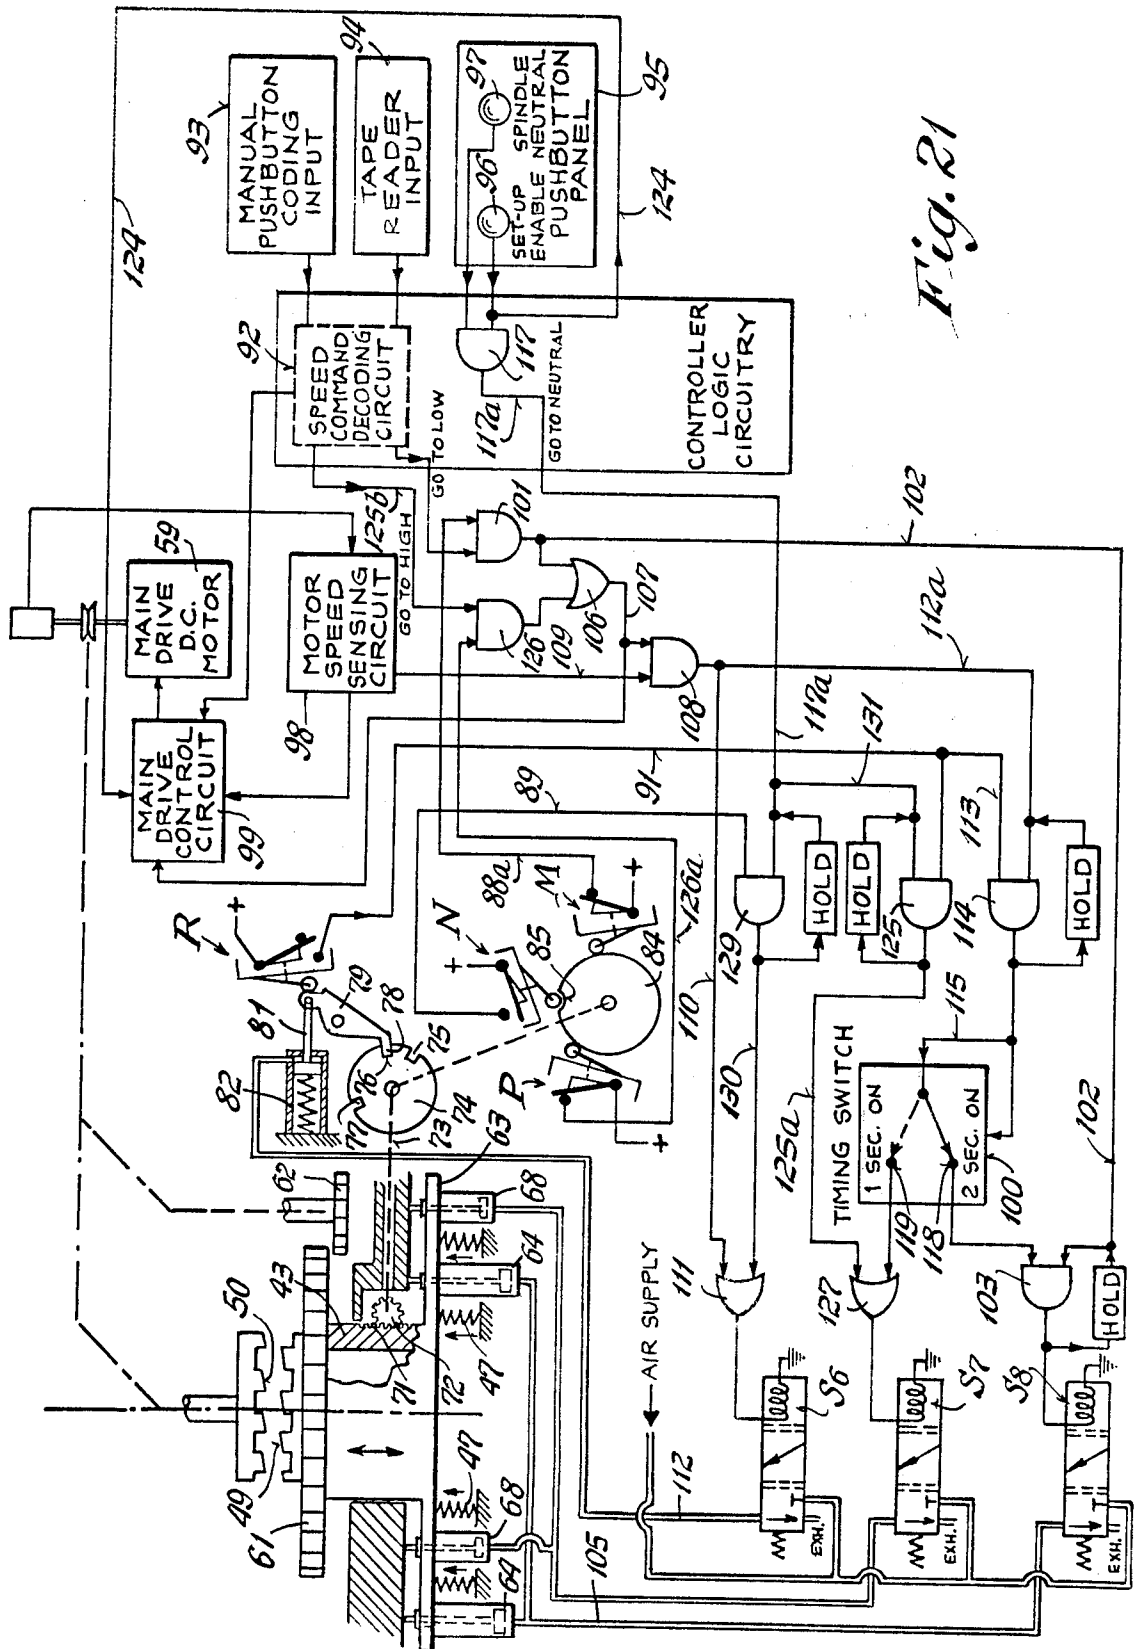 124
MANUAL
PUSHBUTTON
CODING
INPUT
93
TAPE
READER
INPUT
94
97
96
SET-UP SPINDLE
ENABLE NEUTRAL
PUSHBUTTON
PANEL
95
124
92
SPEED
COMMAND
DECODING
CIRCUIT
117
117a
GO TO NEUTRAL
GO TO LOW
CONTROLLER
LOGIC
CIRCUITRY
Fig. 21
59
MAIN
DRIVE
D.C.
MOTOR
MOTOR
SPEED
SENSING
CIRCUIT
98
125b
GO TO HIGH
MAIN
DRIVE
CONTROL
CIRCUIT
99
101
126
109
106
107
108
102
112a
117a
131
91
113
89
88a
126a
R
+
N
+
M
+
P
+
85
84
81
82
79
78
76
75
77
74
73
63
62
68
64
50
43
49
61
71
72
47
47
68
64
110
130
125a
129
HOLD
HOLD
125
114
HOLD
115
TIMING SWITCH
1 SEC. ON
2 SEC. ON
119
118
100
102
111
127
103
HOLD
AIR SUPPLY
S6
S7
S8
112
105
EXH.
T
EXH.
T
EXH.
T